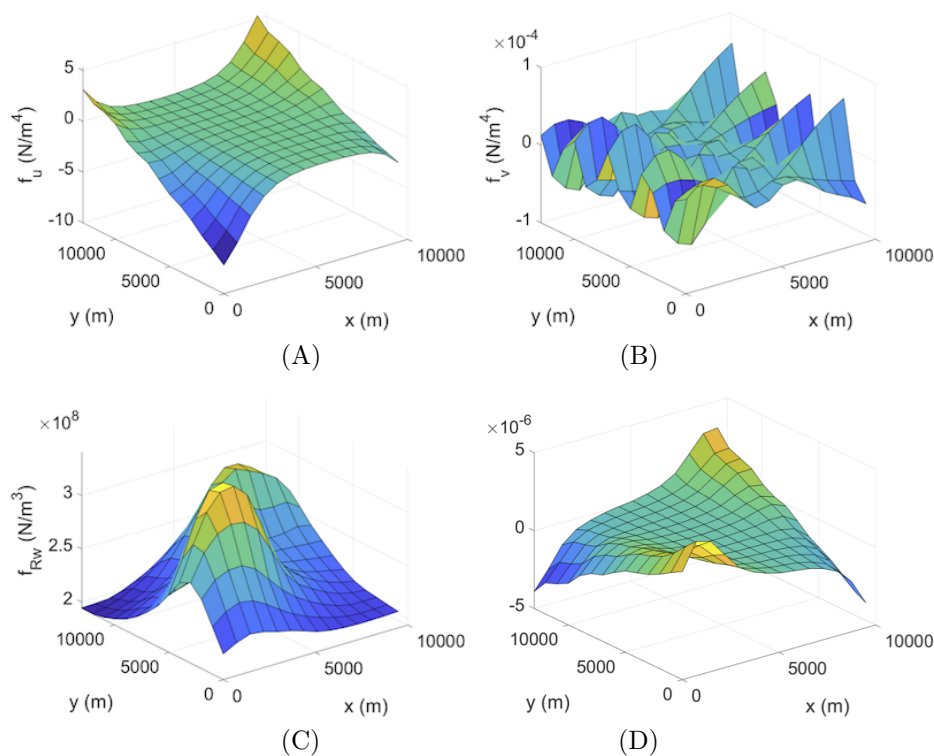 5
0
-5
-10
f_u (N/m^4)
10000
5000
0
y (m)
0
5000
10000
x (m)
(A)
×10^-4
1
0
-1
f_v (N/m^4)
10000
5000
0
y (m)
0
5000
10000
x (m)
(B)
×10^8
3
2.5
2
f_Rw (N/m^3)
10000
5000
0
y (m)
0
5000
10000
x (m)
(C)
×10^-6
5
0
-5
10000
5000
0
y (m)
0
5000
10000
x (m)
(D)